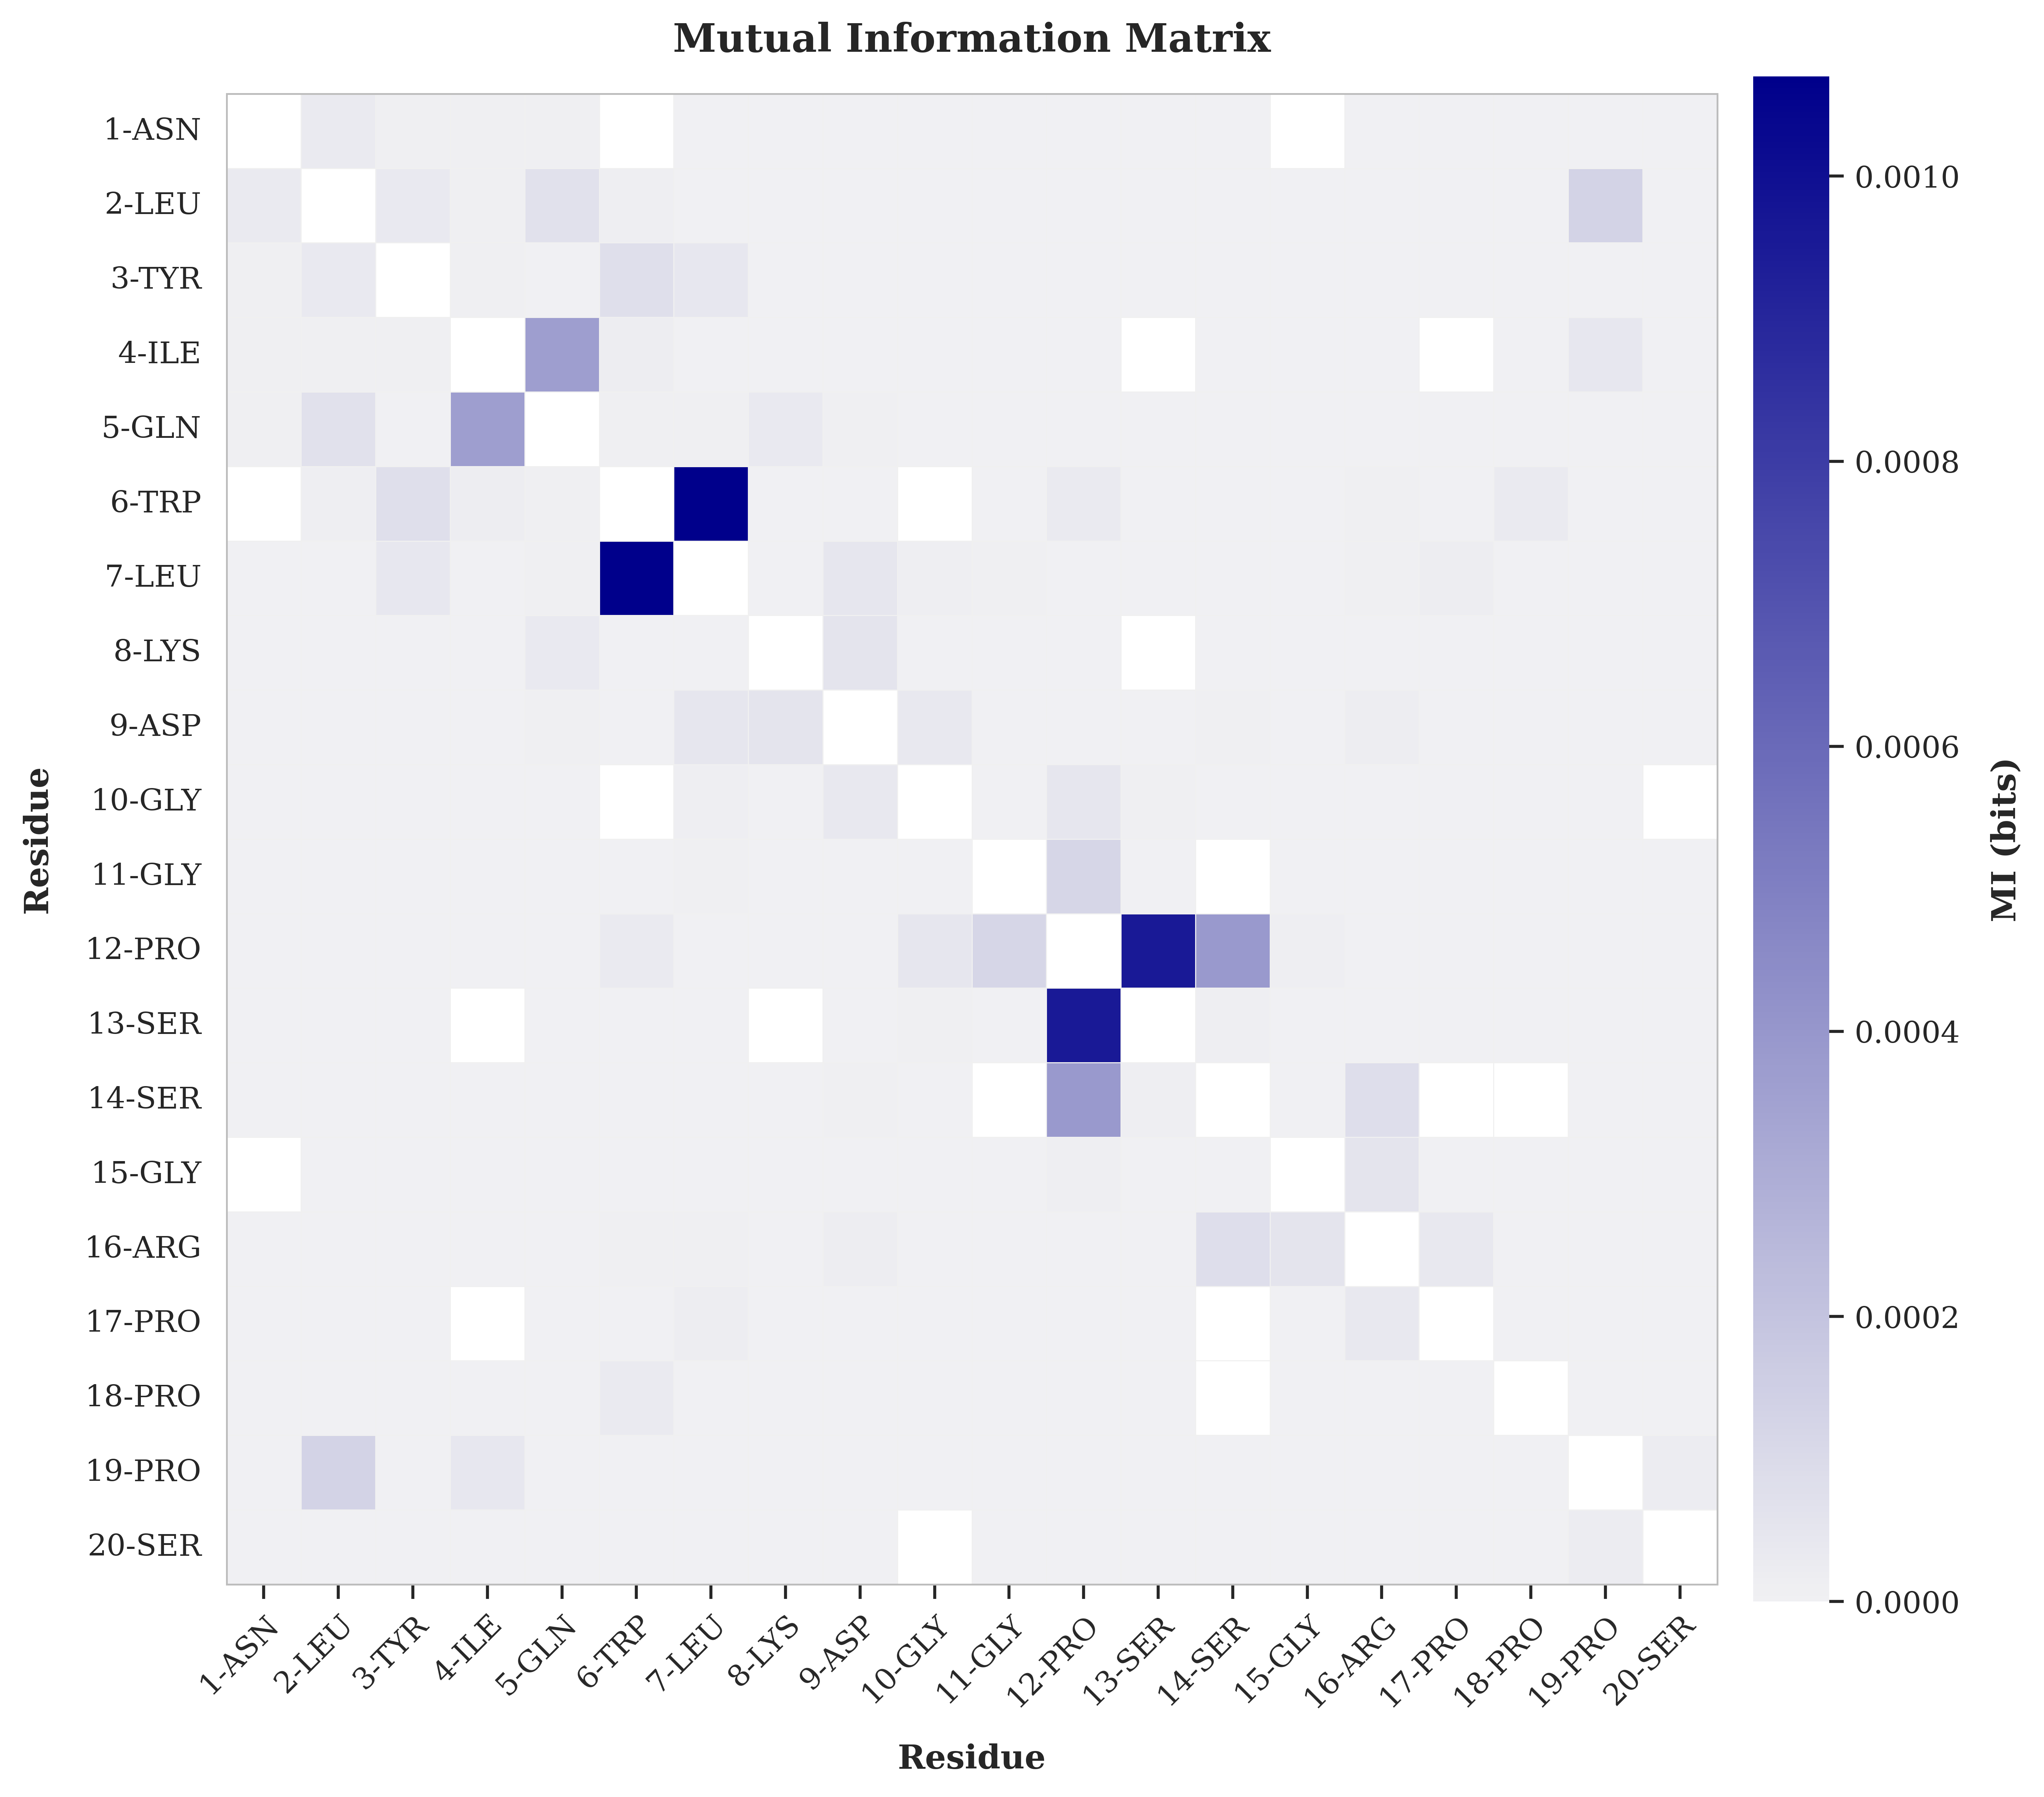 Mutual Information Matrix
1-ASN
2-LEU
3-TYR
4-ILE
5-GLN
6-TRP
7-LEU
8-LYS
9-ASP
10-GLY
11-GLY
12-PRO
13-SER
14-SER
15-GLY
16-ARG
17-PRO
18-PRO
19-PRO
20-SER
Residue
1-ASN
2-LEU
3-TYR
4-ILE
5-GLN
6-TRP
7-LEU
8-LYS
9-ASP
10-GLY
11-GLY
12-PRO
13-SER
14-SER
15-GLY
16-ARG
17-PRO
18-PRO
19-PRO
20-SER
Residue
0.0010
0.0008
0.0006
0.0004
0.0002
0.0000
MI (bits)